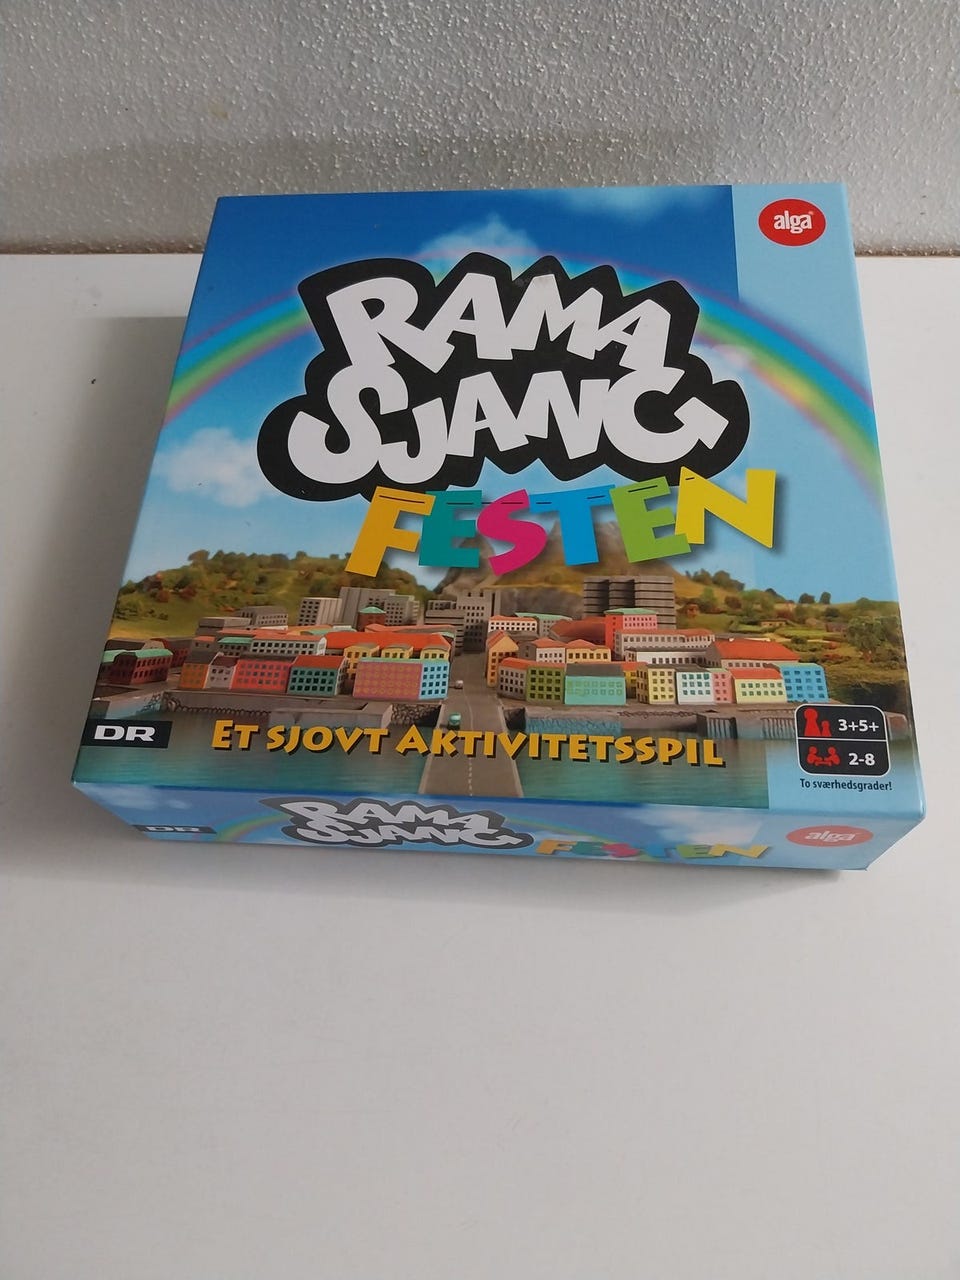 alga
RAMA
SJANG
FESTEN
DR
ET SJOVT AKTIVITETSSPIL
3+5+
2-8
To sværhedsgrader!
DR
RAMA
SJANG
FESTEN
alga